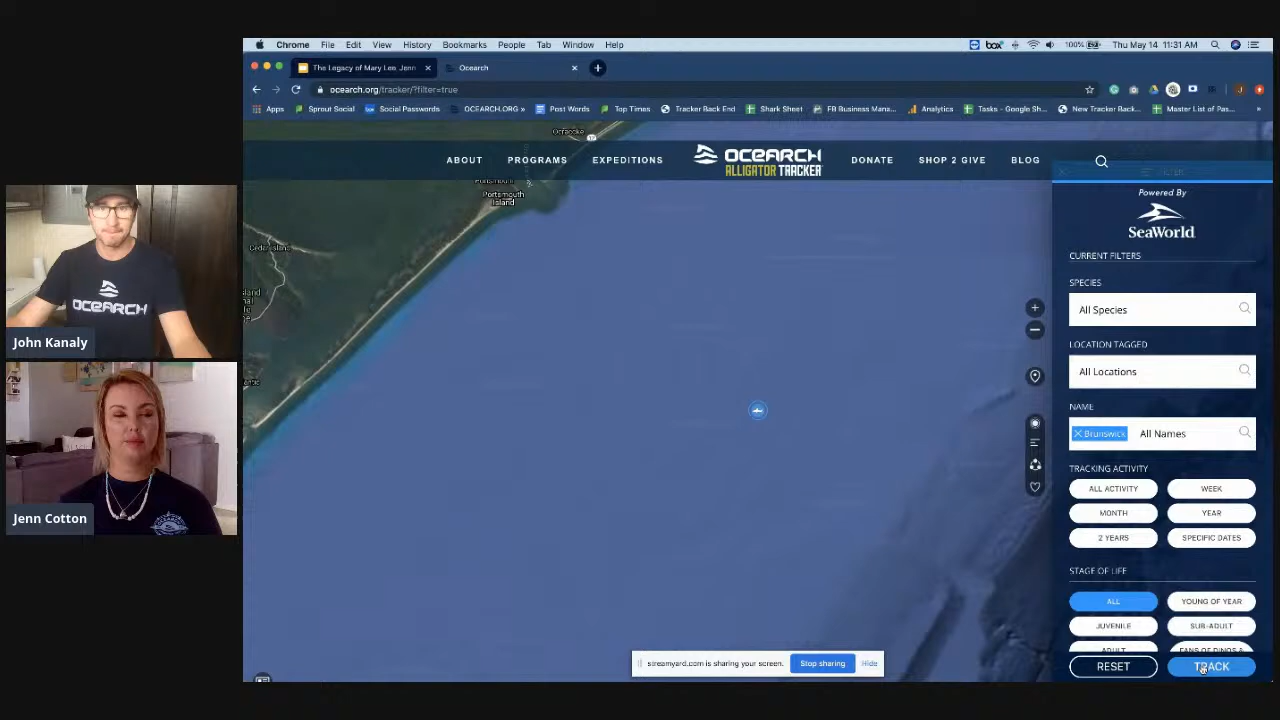 Chrome File Edit View History Bookmarks People Tab Window Help
box 100% Thu May 14 11:31 AM
The Legacy of Mary Lee, Jenn
Ocearch
ocearch.org/tracker/?filter=true
Apps Sprout Social Social Passwords OCEARCH.ORG » Post Words Top Times Tracker Back End Shark Sheet FB Business Mana... Analytics Tasks - Google Sh... New Tracker Back... Master List of Pas... »
Ocracoke
12
ABOUT PROGRAMS EXPEDITIONS
OCEARCH
ALLIGATOR TRACKER
DONATE SHOP 2 GIVE BLOG
Portsmouth
Portsmouth
Island
Cedar Island
Powered By
SeaWorld
CURRENT FILTERS
SPECIES
All Species
LOCATION TAGGED
All Locations
NAME
Brunswick All Names
TRACKING ACTIVITY
ALL ACTIVITY WEEK
MONTH YEAR
2 YEARS SPECIFIC DATES
STAGE OF LIFE
ALL YOUNG OF YEAR
JUVENILE SUB-ADULT
ADULT
RESET TRACK
streamyard.com is sharing your screen. Stop sharing Hide
OCEARCH
John Kanaly
Jenn Cotton